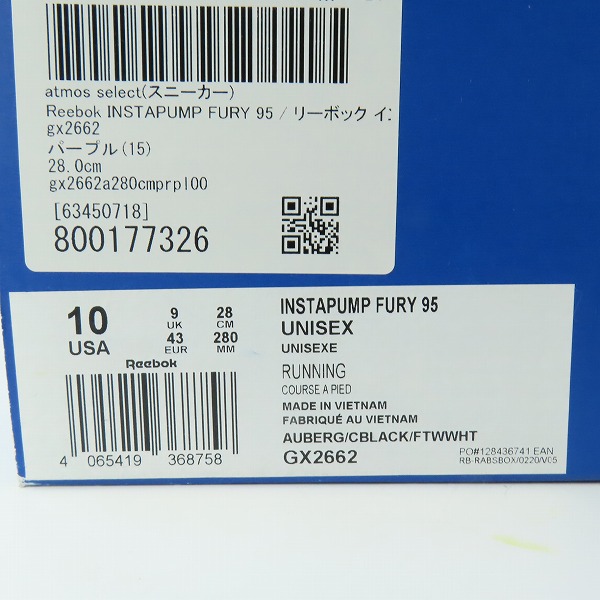 atmos select(スニーカー)
Reebok INSTAPUMP FURY 95 / リーボック イン
gx2662
パープル(15)
28.0cm
gx2662a280cmprpl00
[63450718]
800177326
10 USA
9 UK
28 CM
43 EUR
280 MM
Reebok
4 065419 368758
INSTAPUMP FURY 95
UNISEX
UNISEXE
RUNNING
COURSE A PIED
MADE IN VIETNAM
FABRIQUÉ AU VIETNAM
AUBERG/CBLACK/FTWWHT
GX2662
PO#128436741 EAN
RB-RABSBOX/0220/V05